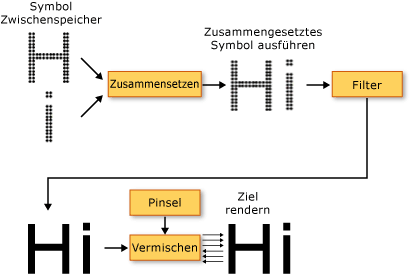 Symbol
Zwischenspeicher
H
i
Zusammensetzen
Zusammengesetztes
Symbol ausführen
Hi
Filter
Hi
Pinsel
Vermischen
Ziel
rendern
Hi